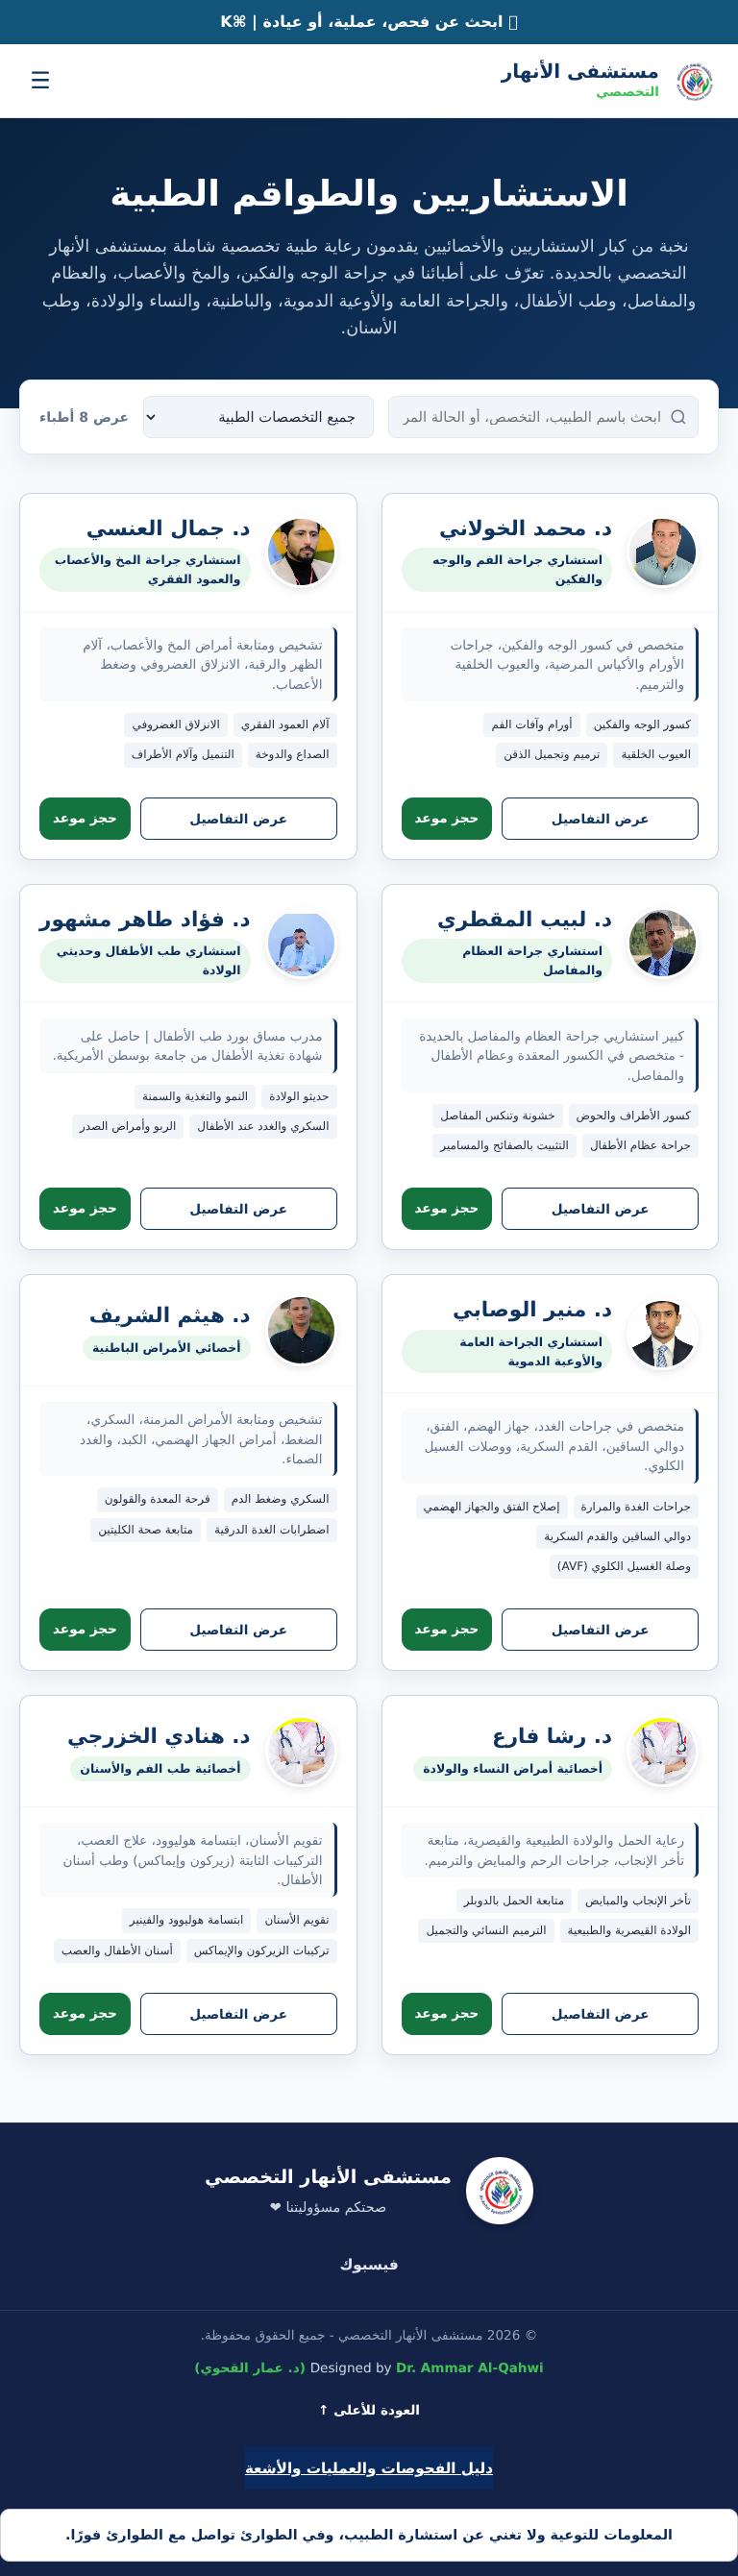 ابحث عن فحص، عملية، أو عيادة | ⌘K
مستشفى الأنهار
التخصصي
☰
الاستشاريين والطواقم الطبية
نخبة من كبار الاستشاريين والأخصائيين يقدمون رعاية طبية تخصصية شاملة بمستشفى الأنهار
التخصصي بالحديدة. تعرّف على أطبائنا في جراحة الوجه والفكين، والمخ والأعصاب، والعظام
والمفاصل، وطب الأطفال، والجراحة العامة والأوعية الدموية، والباطنية، والنساء والولادة، وطب
الأسنان.
ابحث باسم الطبيب، التخصص، أو الحالة المر
جميع التخصصات الطبية
عرض 8 أطباء
د. محمد الخولاني
استشاري جراحة الفم والوجه
والفكين
متخصص في كسور الوجه والفكين، جراحات
الأورام والأكياس المرضية، والعيوب الخلقية
والترميم.
كسور الوجه والفكين
أورام وآفات الفم
العيوب الخلقية
ترميم وتجميل الذقن
عرض التفاصيل
حجز موعد
د. جمال العنسي
استشاري جراحة المخ والأعصاب
والعمود الفقري
تشخيص ومتابعة أمراض المخ والأعصاب، آلام
الظهر والرقبة، الانزلاق الغضروفي وضغط
الأعصاب.
آلام العمود الفقري
الانزلاق الغضروفي
الصداع والدوخة
التنميل وآلام الأطراف
عرض التفاصيل
حجز موعد
د. لبيب المقطري
استشاري جراحة العظام
والمفاصل
كبير استشاريي جراحة العظام والمفاصل بالحديدة
- متخصص في الكسور المعقدة وعظام الأطفال
والمفاصل.
كسور الأطراف والحوض
خشونة وتنكس المفاصل
جراحة عظام الأطفال
التثبيت بالصفائح والمسامير
عرض التفاصيل
حجز موعد
د. فؤاد طاهر مشهور
استشاري طب الأطفال وحديثي
الولادة
مدرب مساق بورد طب الأطفال | حاصل على
شهادة تغذية الأطفال من جامعة بوسطن الأمريكية.
حديثو الولادة
النمو والتغذية والسمنة
السكري والغدد عند الأطفال
الربو وأمراض الصدر
عرض التفاصيل
حجز موعد
د. منير الوصابي
استشاري الجراحة العامة
والأوعية الدموية
متخصص في جراحات الغدد، جهاز الهضم، الفتق،
دوالي الساقين، القدم السكرية، ووصلات الغسيل
الكلوي.
جراحات الغدة والمرارة
إصلاح الفتق والجهاز الهضمي
دوالي الساقين والقدم السكرية
وصلة الغسيل الكلوي (AVF)
عرض التفاصيل
حجز موعد
د. هيثم الشريف
أخصائي الأمراض الباطنية
تشخيص ومتابعة الأمراض المزمنة، السكري،
الضغط، أمراض الجهاز الهضمي، الكبد، والغدد
الصماء.
السكري وضغط الدم
قرحة المعدة والقولون
اضطرابات الغدة الدرقية
متابعة صحة الكليتين
عرض التفاصيل
حجز موعد
د. رشا فارع
أخصائية أمراض النساء والولادة
رعاية الحمل والولادة الطبيعية والقيصرية، متابعة
تأخر الإنجاب، جراحات الرحم والمبايض والترميم.
تأخر الإنجاب والمبايض
متابعة الحمل بالدوبلر
الولادة القيصرية والطبيعية
الترميم النسائي والتجميل
عرض التفاصيل
حجز موعد
د. هنادي الخزرجي
أخصائية طب الفم والأسنان
تقويم الأسنان، ابتسامة هوليوود، علاج العصب،
التركيبات الثابتة (زيركون وإيماكس) وطب أسنان
الأطفال.
تقويم الأسنان
ابتسامة هوليوود والفينير
تركيبات الزيركون والإيماكس
أسنان الأطفال والعصب
عرض التفاصيل
حجز موعد
مستشفى الأنهار التخصصي
صحتكم مسؤوليتنا ❤
فيسبوك
© 2026 مستشفى الأنهار التخصصي - جميع الحقوق محفوظة.
Designed by Dr. Ammar Al-Qahwi (د. عمار القحوي)
العودة للأعلى ↑
دليل الفحوصات والعمليات والأشعة
المعلومات للتوعية ولا تغني عن استشارة الطبيب، وفي الطوارئ تواصل مع الطوارئ فورًا.